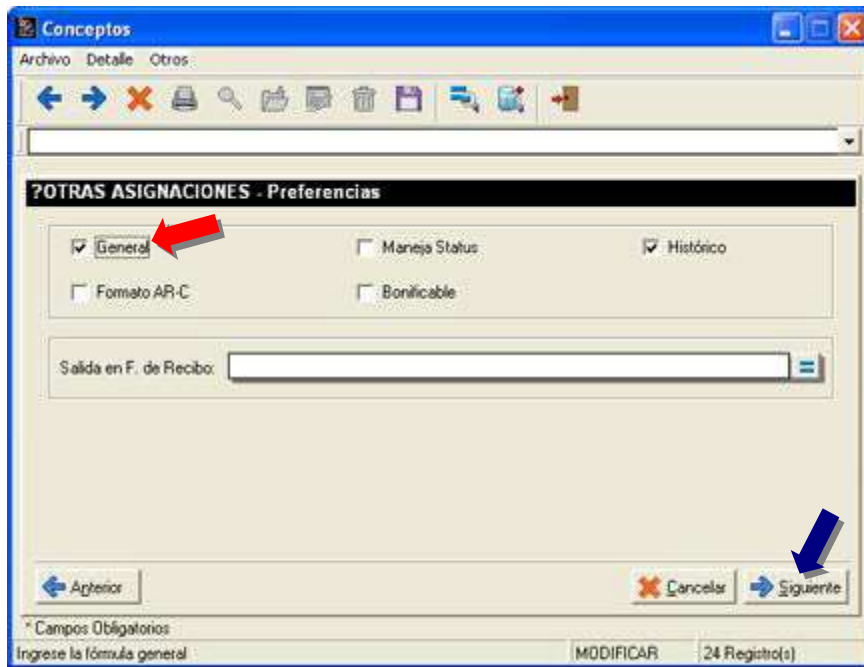 Conceptos
Archivo Detalle Otros
?OTRAS ASIGNACIONES - Preferencias
General Maneja Status Histórico
Formato AR-C Bonificable
Salida en F. de Recibo:
Anterior Cancelar Siguiente
* Campos Obligatorios
Ingrese la fórmula general MODIFICAR 24 Registro(s)